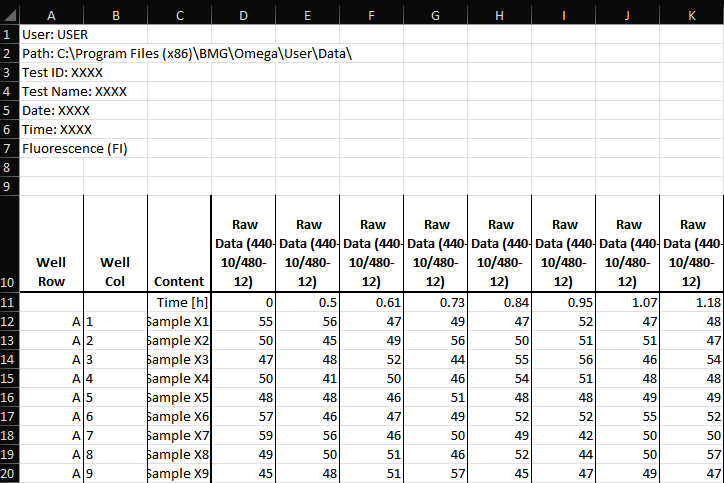 A B C D E F G H I J K
1 User: USER
2 Path: C:\Program Files (x86)\BMG\Omega\User\Data\
3 Test ID: XXXX
4 Test Name: XXXX
5 Date: XXXX
6 Time: XXXX
7 Fluorescence (FI)
8
9
10 Well Row Well Col Content Raw Data (440-10/480-12) Raw Data (440-10/480-12) Raw Data (440-10/480-12) Raw Data (440-10/480-12) Raw Data (440-10/480-12) Raw Data (440-10/480-12) Raw Data (440-10/480-12) Raw Data (440-10/480-12)
11 Time [h] 0 0.5 0.61 0.73 0.84 0.95 1.07 1.18
12 A 1 Sample X1 55 56 47 49 47 52 47 48
13 A 2 Sample X2 50 45 49 56 50 51 51 47
14 A 3 Sample X3 47 48 52 44 55 56 46 54
15 A 4 Sample X4 50 41 50 46 54 51 48 48
16 A 5 Sample X5 48 48 46 51 48 48 49 49
17 A 6 Sample X6 57 46 47 49 52 52 55 52
18 A 7 Sample X7 59 56 46 50 49 42 50 50
19 A 8 Sample X8 49 50 51 46 52 44 50 57
20 A 9 Sample X9 45 48 51 57 45 47 49 47